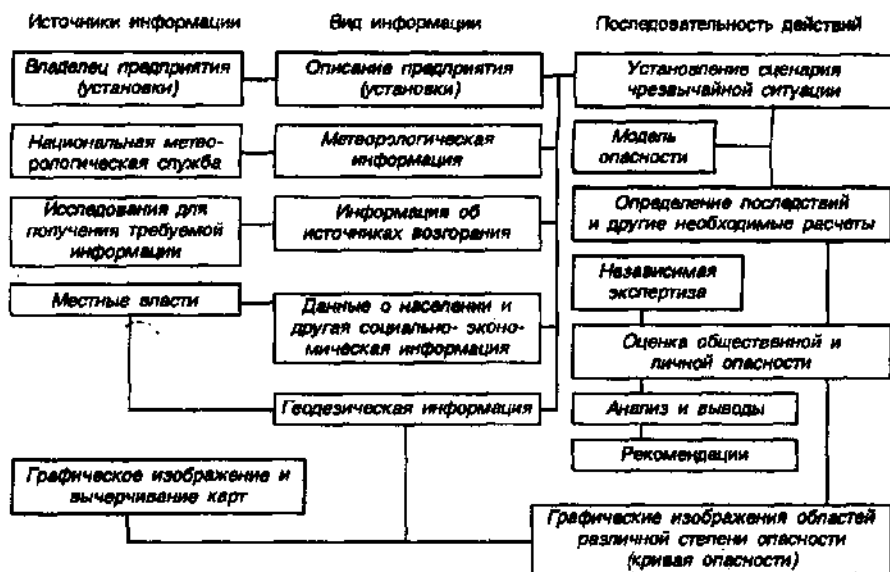 Источники информации
Вид информации
Последовательность действий
Владелец предприятия
(установки)
Описание предприятия
(установки)
Установление сценария
чрезвычайной ситуации
Национальная метео-
рологическая служба
Метеорологическая
информация
Модель
опасности
Исследования для
получения требуемой
информации
Информация об
источниках возгорания
Определение последствий
и другие необходимые расчеты
Независимая
экспертиза
Местные власти
Данные о населении и
другая социально- эконо-
мическая информация
Оценка общественной и
личной опасности
Геодезическая информация
Анализ и выводы
Рекомендации
Графическое изображение и
вычерчивание карт
Графические изображения областей
различной степени опасности
(кривая опасности)